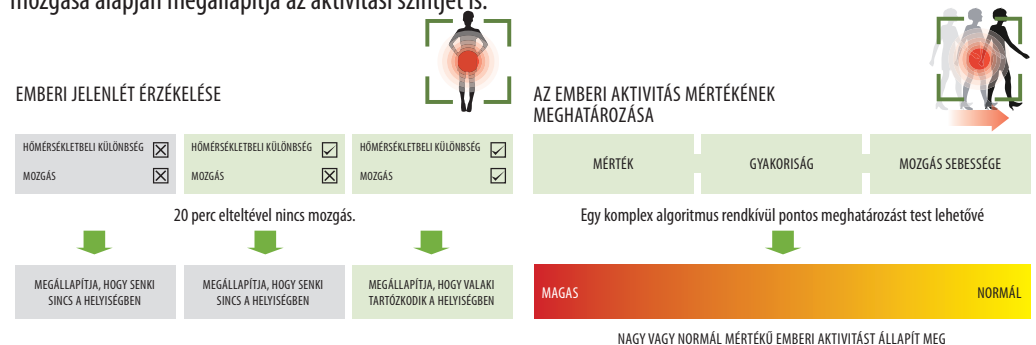 mozgása alapján megállapítja az aktivitási szintjét is.
EMBERI JELENLÉT ÉRZÉKELÉSE
HŐMÉRSÉKLETBELI KÜLÖNBSÉG
MOZGÁS
HŐMÉRSÉKLETBELI KÜLÖNBSÉG
MOZGÁS
HŐMÉRSÉKLETBELI KÜLÖNBSÉG
MOZGÁS
20 perc elteltével nincs mozgás.
MEGÁLLAPÍTJA, HOGY SENKI
SINCS A HELYISÉGBEN
MEGÁLLAPÍTJA, HOGY SENKI
SINCS A HELYISÉGBEN
MEGÁLLAPÍTJA, HOGY VALAKI
TARTÓZKODIK A HELYISÉGBEN
AZ EMBERI AKTIVITÁS MÉRTÉKÉNEK
MEGHATÁROZÁSA
MÉRTÉK
GYAKORISÁG
MOZGÁS SEBESSÉGE
Egy komplex algoritmus rendkívül pontos meghatározást test lehetővé
MAGAS
NORMÁL
NAGY VAGY NORMÁL MÉRTÉKŰ EMBERI AKTIVITÁST ÁLLAPÍT MEG